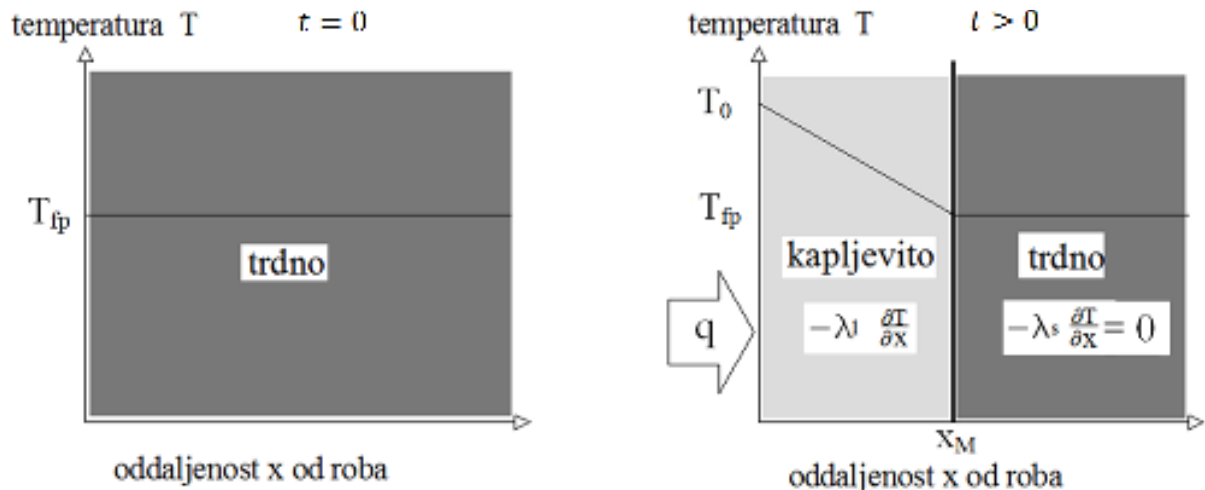 temperatura T
t = 0
T_fp
trdno
oddaljenost x od roba
temperatura T
t > 0
T_0
T_fp
kapljevito
trdno
q
−λ_l ∂T/∂x
−λ_s ∂T/∂x = 0
x_M
oddaljenost x od roba